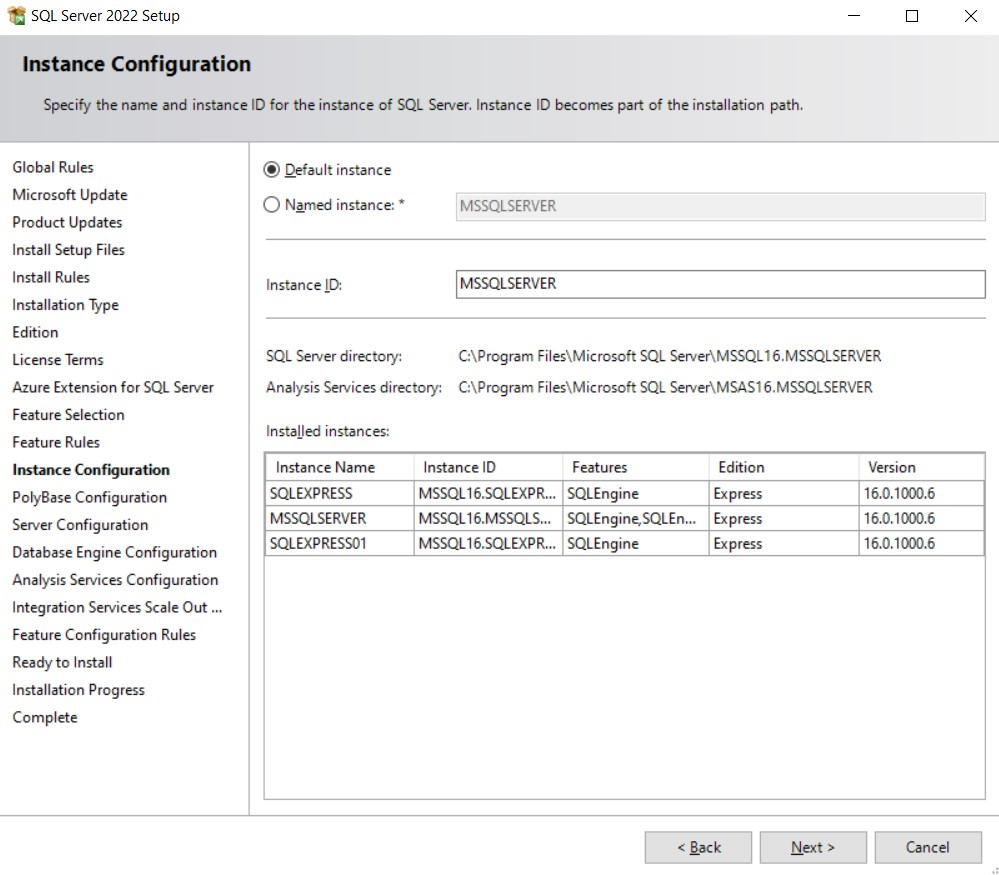 SQL Server 2022 Setup
Instance Configuration
Specify the name and instance ID for the instance of SQL Server. Instance ID becomes part of the installation path.
Global Rules
Microsoft Update
Product Updates
Install Setup Files
Install Rules
Installation Type
Edition
License Terms
Azure Extension for SQL Server
Feature Selection
Feature Rules
Instance Configuration
PolyBase Configuration
Server Configuration
Database Engine Configuration
Analysis Services Configuration
Integration Services Scale Out ...
Feature Configuration Rules
Ready to Install
Installation Progress
Complete
Default instance
Named instance: * MSSQLSERVER
Instance ID: MSSQLSERVER
SQL Server directory: C:\Program Files\Microsoft SQL Server\MSSQL16.MSSQLSERVER
Analysis Services directory: C:\Program Files\Microsoft SQL Server\MSAS16.MSSQLSERVER
Installed instances:
Instance Name Instance ID Features Edition Version
SQLEXPRESS MSSQL16.SQLEXPR... SQLEngine Express 16.0.1000.6
MSSQLSERVER MSSQL16.MSSQLS... SQLEngine,SQLEn... Express 16.0.1000.6
SQLEXPRESS01 MSSQL16.SQLEXPR... SQLEngine Express 16.0.1000.6
< Back Next > Cancel